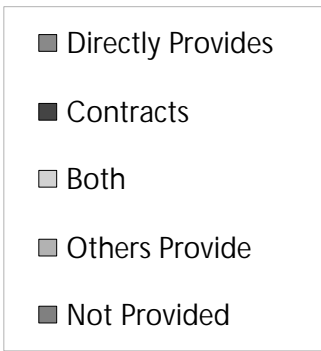 Directly Provides
Contracts
Both
Others Provide
Not Provided